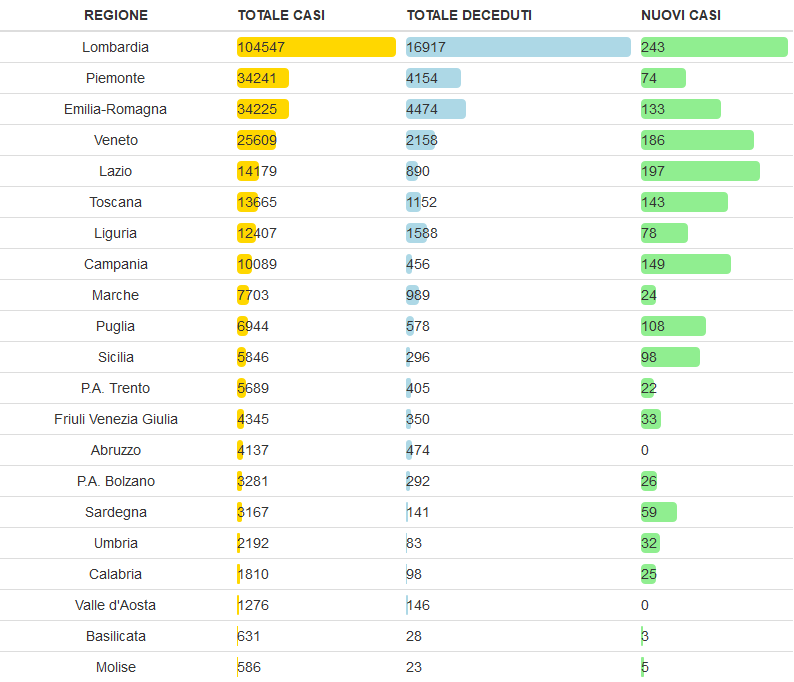 REGIONE TOTALE CASI TOTALE DECEDUTI NUOVI CASI
Lombardia 104547 16917 243
Piemonte 34241 4154 74
Emilia-Romagna 34225 4474 133
Veneto 25609 2158 186
Lazio 14179 890 197
Toscana 13665 1152 143
Liguria 12407 1588 78
Campania 10089 456 149
Marche 7703 989 24
Puglia 6944 578 108
Sicilia 5846 296 98
P.A. Trento 5689 405 22
Friuli Venezia Giulia 4345 350 33
Abruzzo 4137 474 0
P.A. Bolzano 3281 292 26
Sardegna 3167 141 59
Umbria 2192 83 32
Calabria 1810 98 25
Valle d'Aosta 1276 146 0
Basilicata 631 28 3
Molise 586 23 5